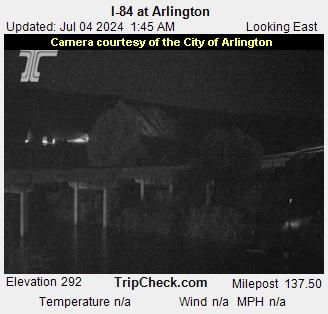 I-84 at Arlington
Updated: Jul 04 2024 1:45 AM Looking East
Camera courtesy of the City of Arlington
Elevation 292 TripCheck.com Milepost 137.50
Temperature n/a Wind n/a MPH n/a